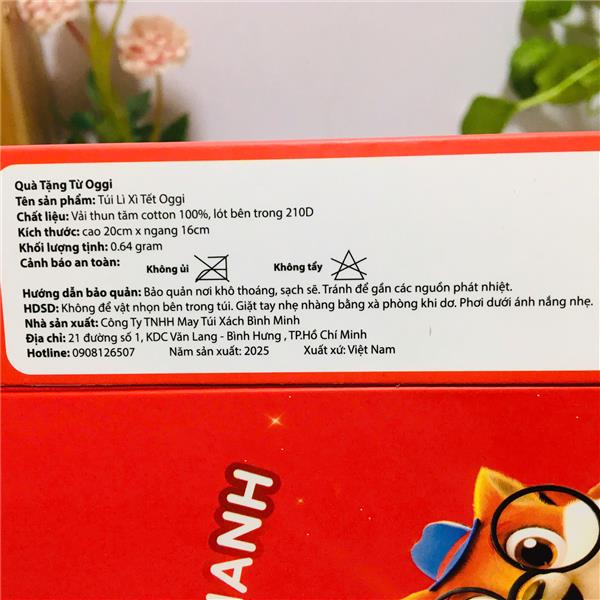 Quà Tặng Từ Oggi
Tên sản phẩm: Túi Lì Xì Tết Oggi
Chất liệu: Vải thun tăm cotton 100%, lót bên trong 210D
Kích thước: cao 20cm x ngang 16cm
Khối lượng tịnh: 0.64 gram
Cảnh báo an toàn: Không ủi Không tẩy
Hướng dẫn bảo quản: Bảo quản nơi khô thoáng, sạch sẽ. Tránh để gần các nguồn phát nhiệt.
HDSD: Không để vật nhọn bên trong túi. Giặt tay nhẹ nhàng bằng xà phòng khi dơ. Phơi dưới ánh nắng nhẹ.
Nhà sản xuất: Công Ty TNHH May Túi Xách Bình Minh
Địa chỉ: 21 đường số 1, KDC Văn Lang - Bình Hưng , TP.Hồ Chí Minh
Hotline: 0908126507 Năm sản xuất: 2025 Xuất xứ: Việt Nam